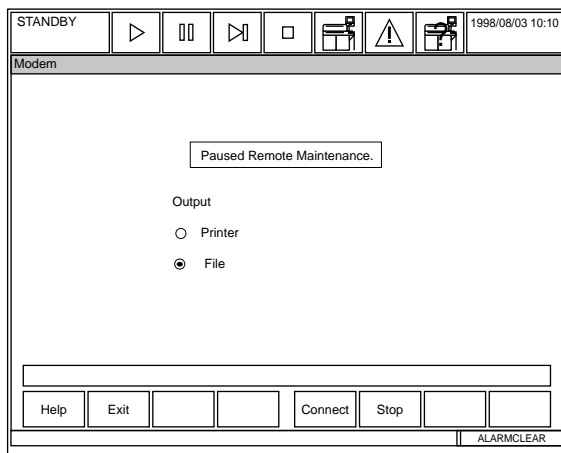 STANDBY
1998/08/03 10:10
Modem
Paused Remote Maintenance.
Output
Printer
File
Help Exit Connect Stop
ALARMCLEAR